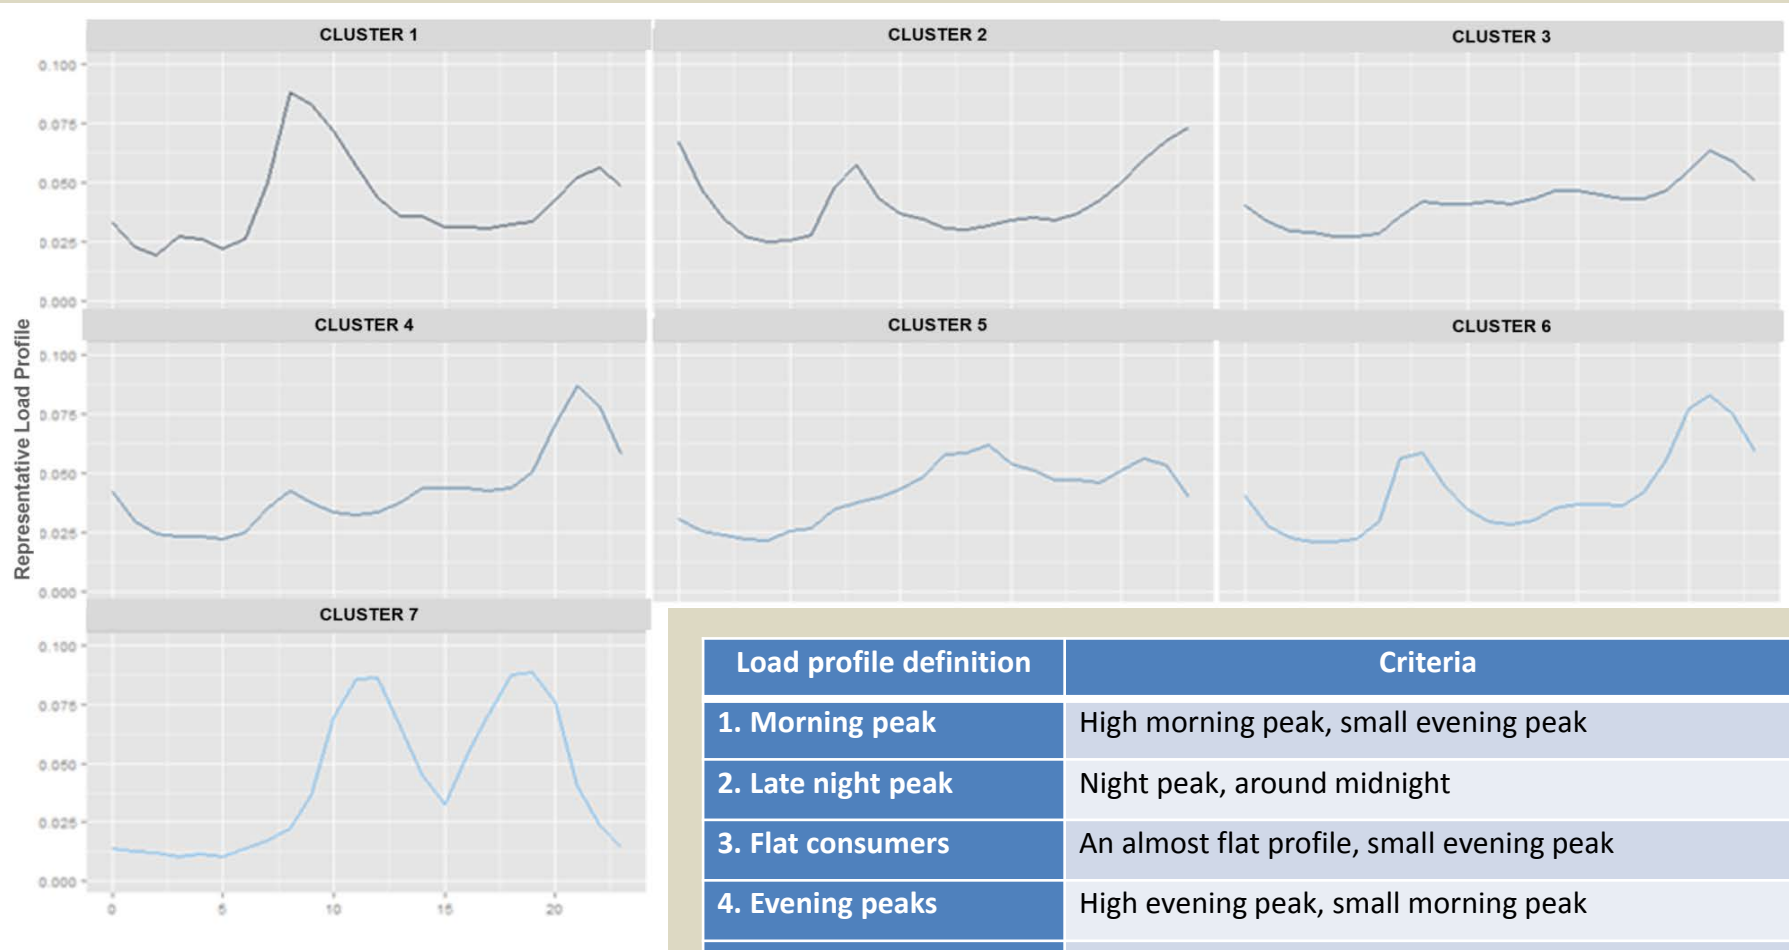 CLUSTER 1
CLUSTER 2
CLUSTER 3
0.100
0.075
0.050
0.025
0.000
CLUSTER 4
CLUSTER 5
CLUSTER 6
Representative Load Profile
0.100
0.075
0.050
0.025
0.000
CLUSTER 7
0.100
0.075
0.050
0.025
0.000
0 5 10 15 20
Load profile definition Criteria
1. Morning peak High morning peak, small evening peak
2. Late night peak Night peak, around midnight
3. Flat consumers An almost flat profile, small evening peak
4. Evening peaks High evening peak, small morning peak